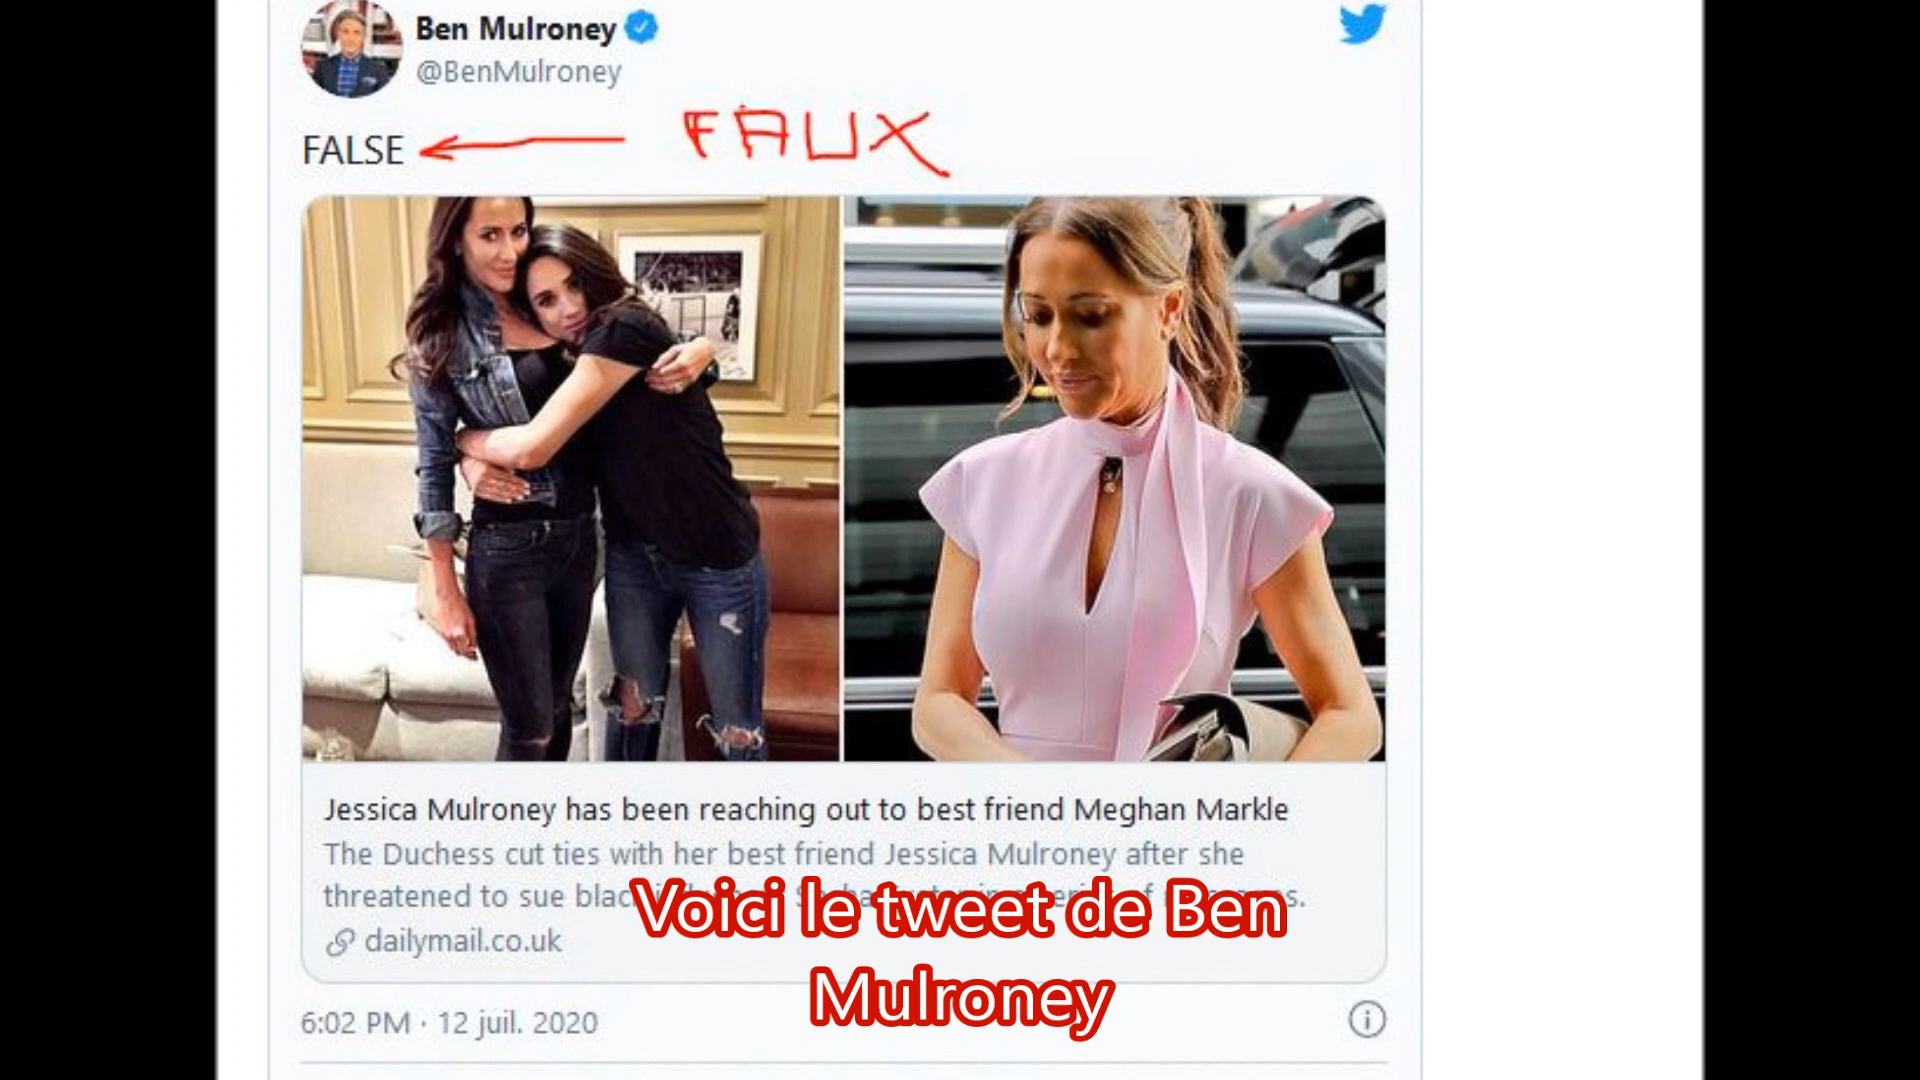 Ben Mulroney
@BenMulroney
FALSE FAUX
Jessica Mulroney has been reaching out to best friend Meghan Markle
The Duchess cut ties with her best friend Jessica Mulroney after she
threatened to sue
dailymail.co.uk
Voici le tweet de Ben
Mulroney
6:02 PM · 12 juil. 2020